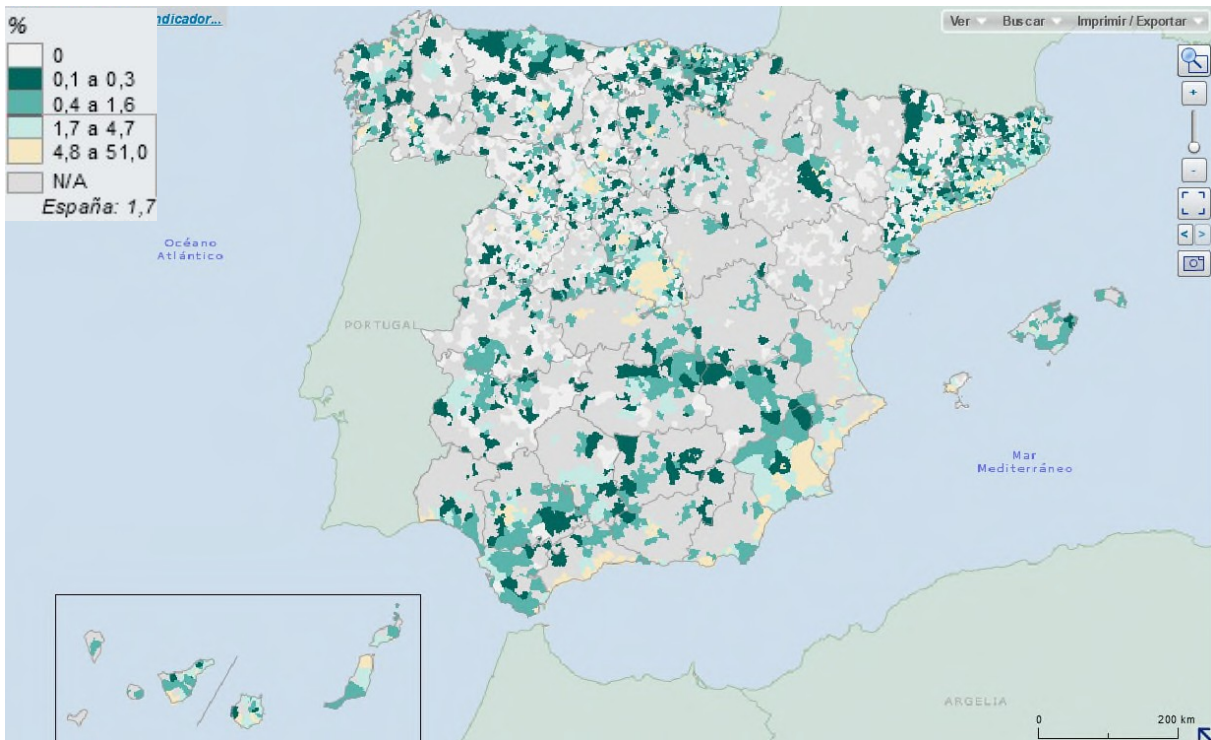 %
ndicador...
Ver Buscar Imprimir / Exportar
0
0,1 a 0,3
0,4 a 1,6
1,7 a 4,7
4,8 a 51,0
N/A
España: 1,7
+
-
< >
Océano
Atlántico
PORTUGAL
Mar
Mediterráneo
ARGELIA
0 200 km